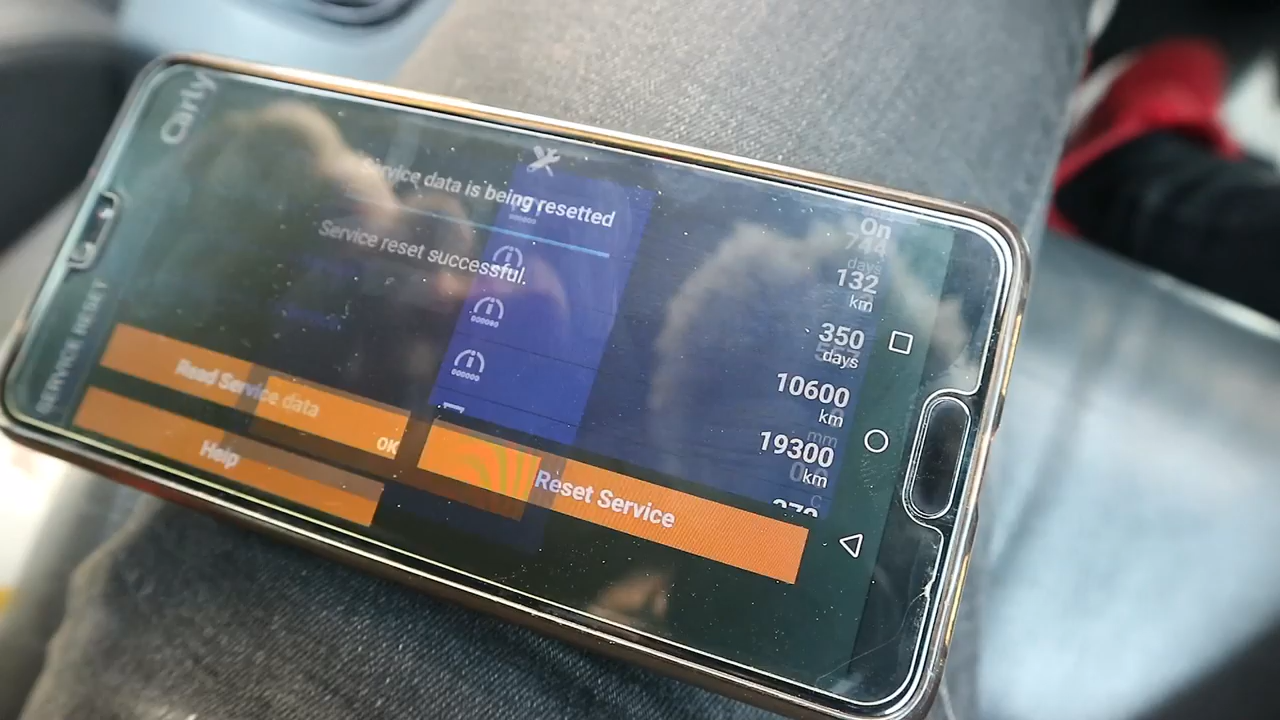 Carly
SERVICE RESET
Service data is being resetted
Service reset successful.
On
744
days
132
km
350
days
10600
km
19300
km
Read Service data
OK
Help
Reset Service